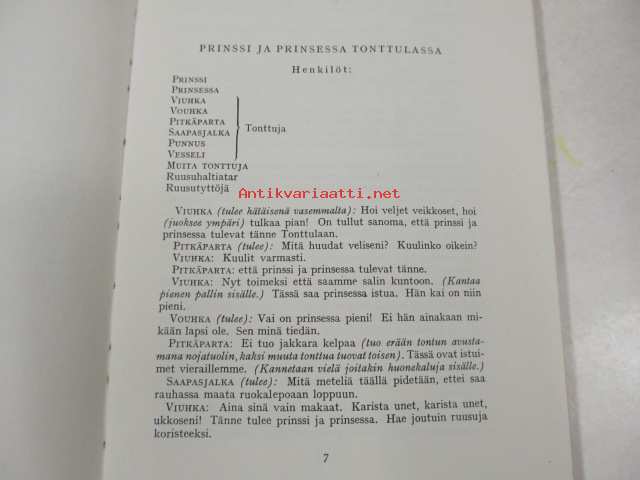 PRINSSI JA PRINSESSA TONTTULASSA
Henkilöt:
PRINSSI
PRINSESSA
VIUHKA
VOUHKA
PITKÄPARTA
SAAPASJALKA
Tonttuja
PUNNUS
VESSELI
MUITA TONTTUJA
Ruusuhaltiatar
Ruusutyttöjä
Antikvariaatti.net
VIUHKA (tulee hätäisenä vasemmalta): Hoi veljet veikkoset, hoi
(juoksee ympäri) tulkaa pian! On tullut sanoma, että prinssi ja
prinsessa tulevat tänne Tonttulaan.
PITKÄPARTA (tulee): Mitä huudat veliseni? Kuulinko oikein?
VIUHKA: Kuulit varmasti.
PITKÄPARTA: että prinssi ja prinsessa tulevat tänne.
VIUHKA: Nyt toimeksi että saamme salin kuntoon. (Kantaa
pienen pallin sisälle.) Tässä saa prinsessa istua. Hän kai on niin
pieni.
VOUHKA (tulee): Vai on prinsessa pieni! Ei hän ainakaan mi-
kään lapsi ole. Sen minä tiedän.
PITKÄPARTA: Ei tuo jakkara kelpaa (tuo erään tontun avusta-
mana nojatuolin, kaksi muuta tonttua tuovat toisen). Tässä ovat istui-
met vieraillemme. (Kannetaan vielä joitakin huonekaluja sisälle.)
SAAPASJALKA (tulee): Mitä meteliä täällä pidetään, ettei saa
rauhassa maata ruokalepoaan loppuun.
VIUHKA: Aina sinä vain makaat. Karista unet, karista unet,
ukkoseni! Tänne tulee prinssi ja prinsessa. Hae joutuin ruusuja
koristeeksi.
7